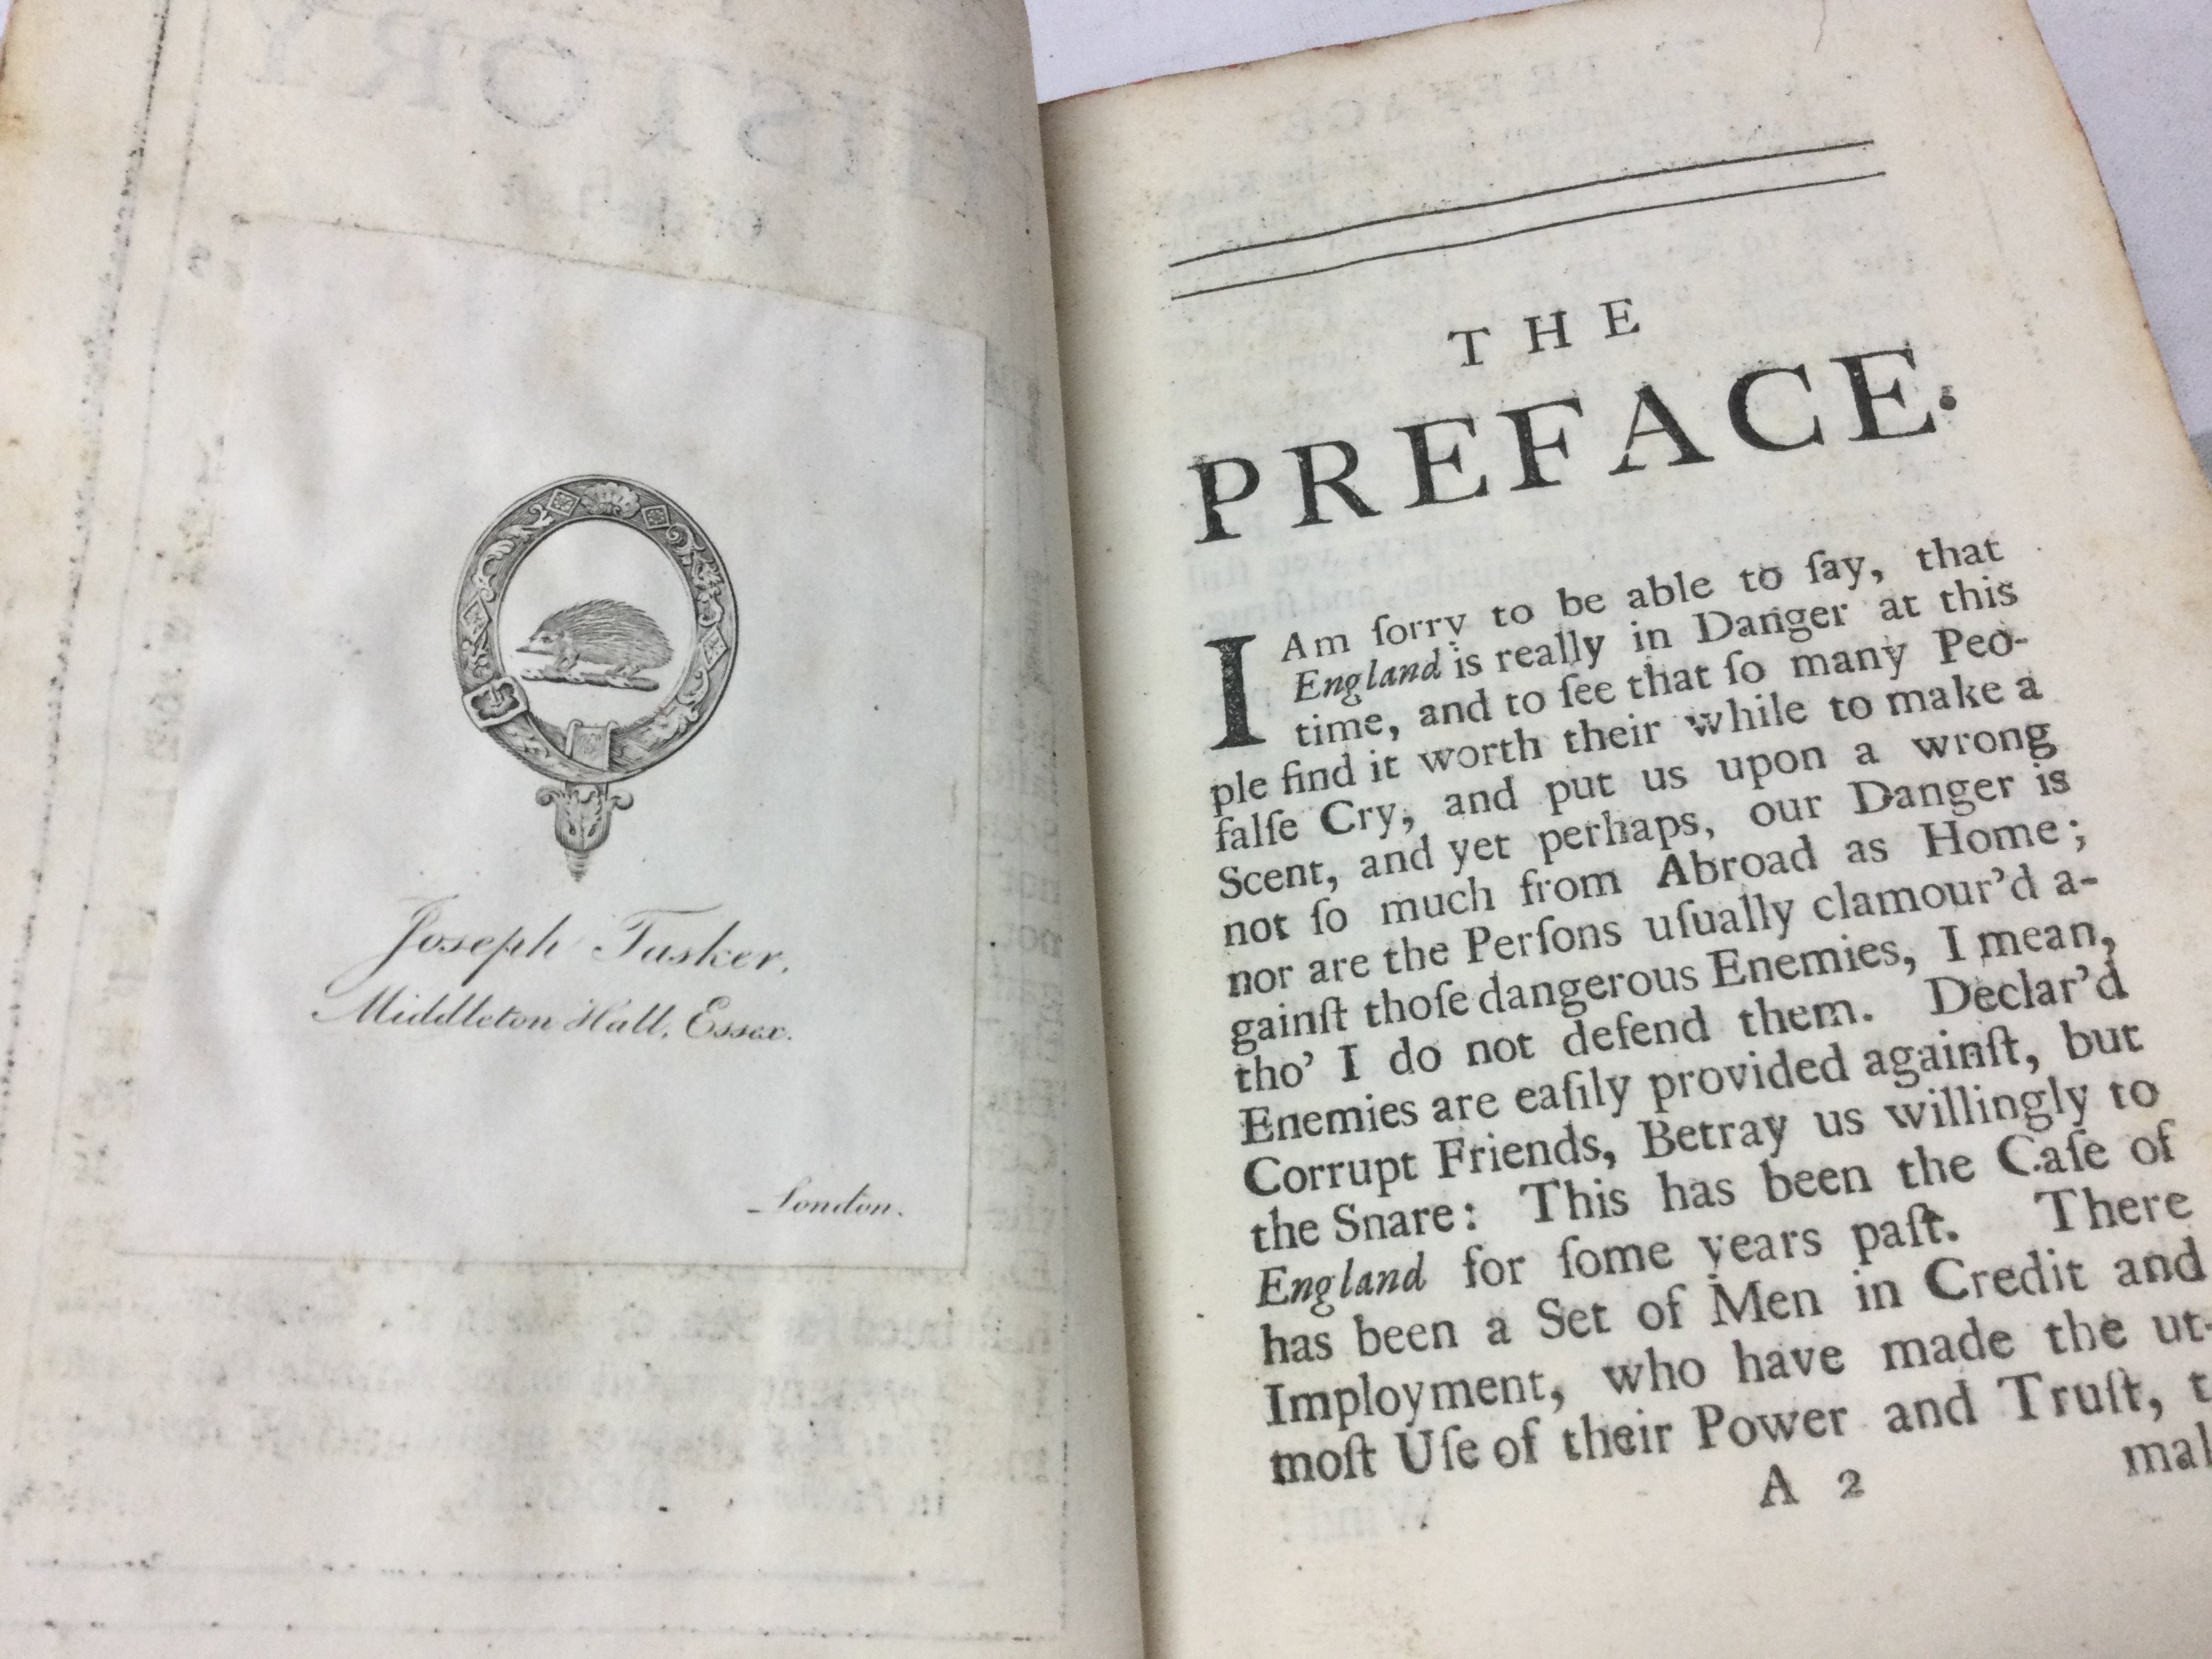 Joseph Tasker.
Middleton Hall, Essex.
London.
THE
PREFACE.
I Am ſorry to be able to ſay, that
England is really in Danger at this
time, and to ſee that ſo many Peo-
ple find it worth their while to make a
falſe Cry, and put us upon a wrong
Scent, and yet perhaps, our Danger is
not ſo much from Abroad as Home;
nor are the Perſons uſually clamour'd a-
gainſt thoſe dangerous Enemies, I mean,
tho' I do not defend them. Declar'd
Enemies are eaſily provided againſt, but
Corrupt Friends, Betray us willingly to
the Snare: This has been the Caſe of
England for ſome years paſt. There
has been a Set of Men in Credit and
Imployment, who have made the ut-
moſt Uſe of their Power and Truſt, t
A 2
mal